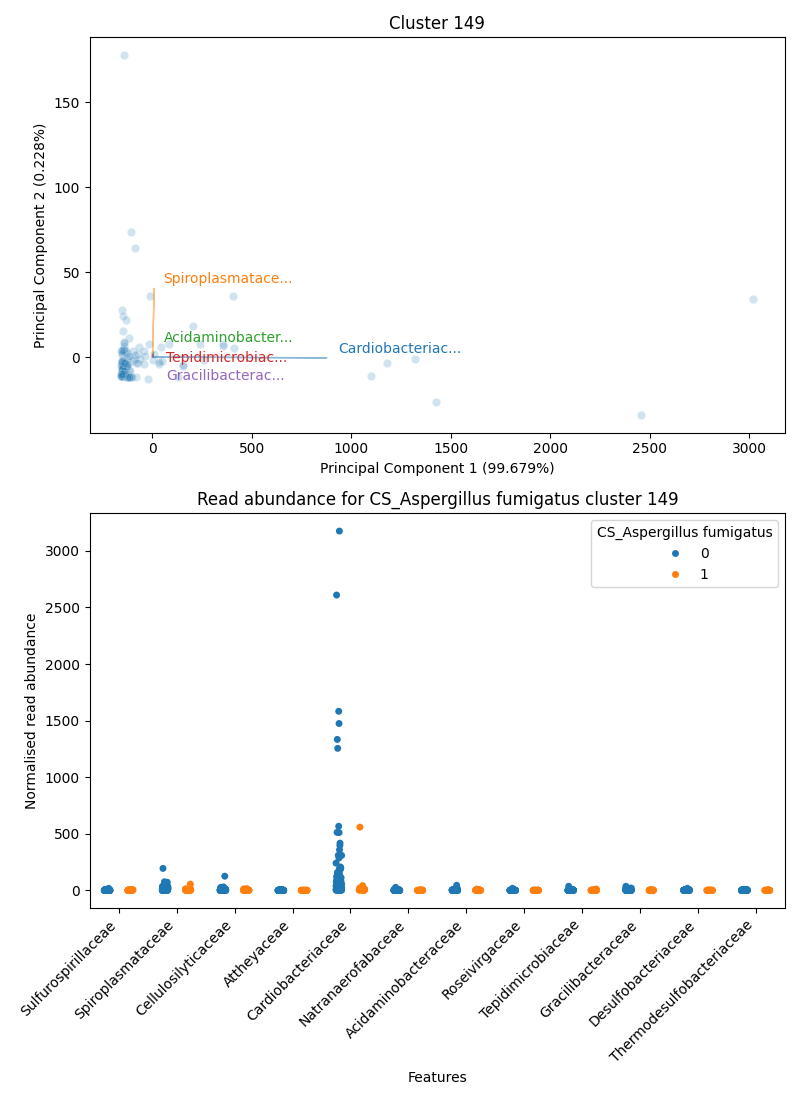 Cluster 149
Principal Component 2 (0.228%)
150
100
50
0
Spiroplasmatace...
Acidaminobacter...
Cardiobacteriac...
Tepidimicrobiac...
Gracilibacterac...
0
500
1000
1500
2000
2500
3000
Principal Component 1 (99.679%)
Read abundance for CS_Aspergillus fumigatus cluster 149
Normalised read abundance
3000
2500
2000
1500
1000
500
0
CS_Aspergillus fumigatus
0
1
Sulfurospirillaceae
Spiroplasmataceae
Cellulosilyticaceae
Attheyaceae
Cardiobacteriaceae
Natranaerofabaceae
Acidaminobacteraceae
Roseivirgaceae
Tepidimicrobiaceae
Gracilibacteraceae
Desulfobacteriaceae
Thermodesulfobacteriaceae
Features